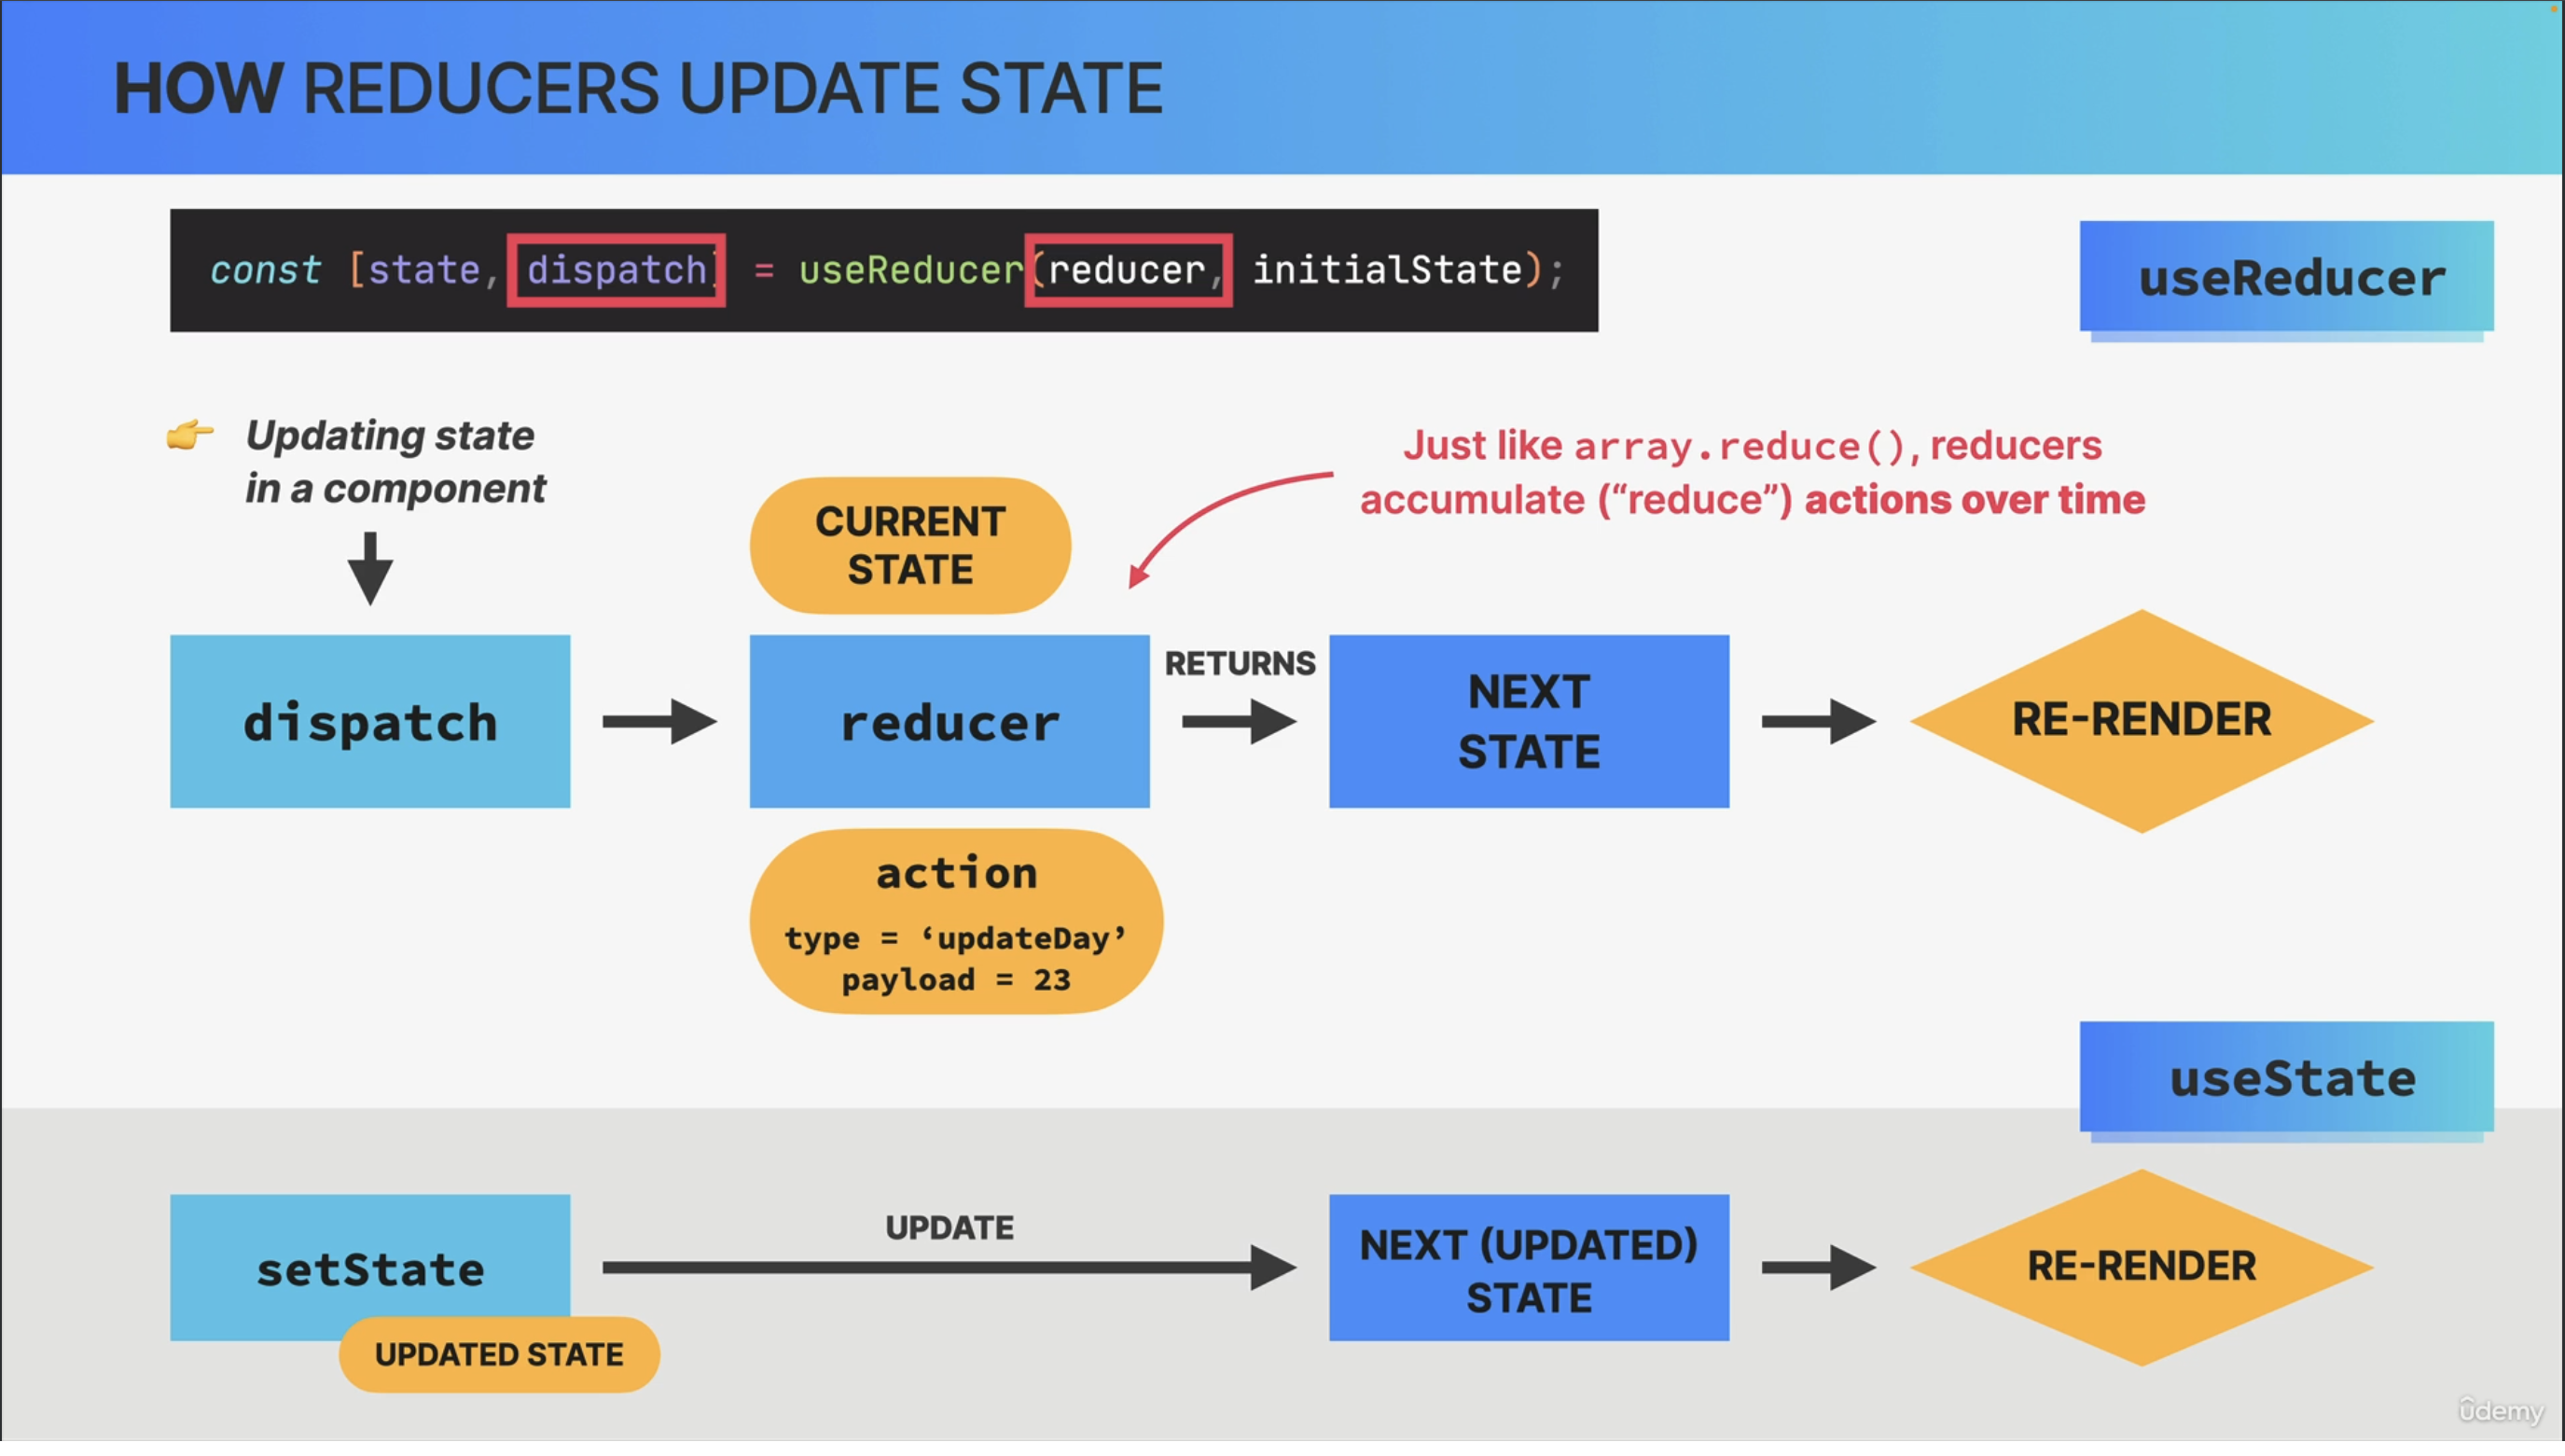 HOW REDUCERS UPDATE STATE
const [state, dispatch] = useReducer(reducer, initialState);
useReducer
Updating state
in a component
Just like array.reduce(), reducers
accumulate (“reduce”) actions over time
CURRENT
STATE
dispatch
reducer
RETURNS
NEXT
STATE
RE-RENDER
action
type = ‘updateDay’
payload = 23
useState
setState
UPDATED STATE
UPDATE
NEXT (UPDATED)
STATE
RE-RENDER
ûdemy